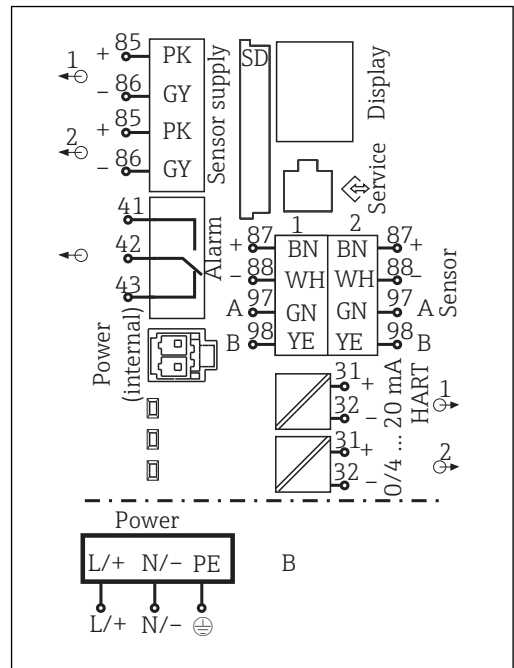 1 + 85 PK
- 86 GY
2 + 85 PK
- 86 GY
Sensor supply
SD
Display
Service
41
42
43
Alarm
1 2
+ 87 BN BN 87 +
- 88 WH WH 88 -
A 97 GN GN 97 A
B 98 YE YE 98 B
Sensor
Power
(internal)
31 +
32 -
31 +
32 -
0/4 ... 20 mA
HART
1
2
Power
L/+ N/- PE
B
L/+ N/-